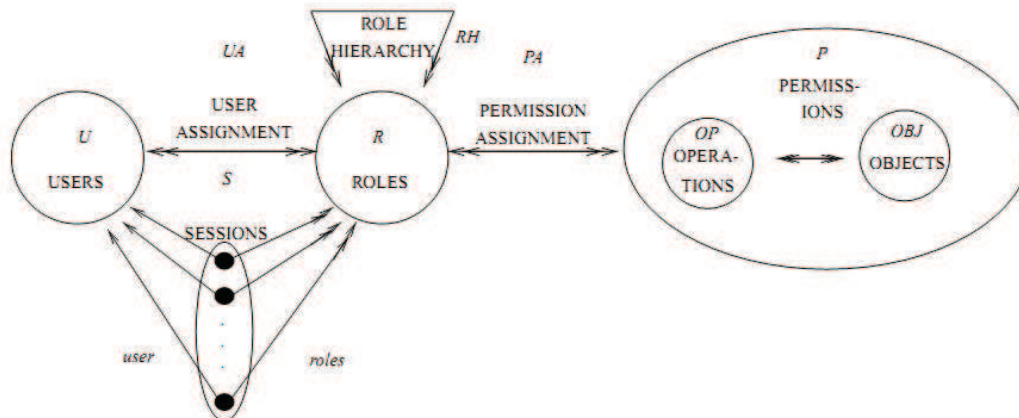 ROLE
HIERARCHY
RH
UA
PA
P
PERMISS-
IONS
USER
ASSIGNMENT
PERMISSION
ASSIGNMENT
U
USERS
R
ROLES
OP
OPERA-
TIONS
OBJ
OBJECTS
S
SESSIONS
user
roles